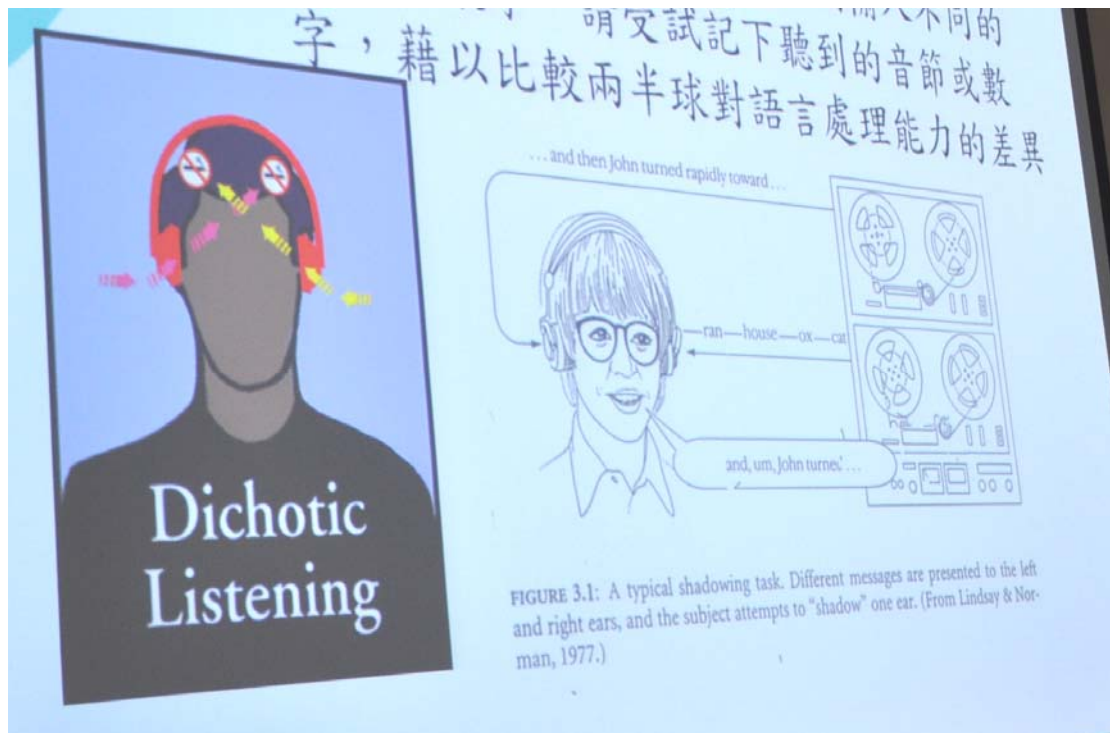 請受試記下聽到的音節或數
字,藉以比較兩半球對語言處理能力的差異
Dichotic
Listening
. . . and then John turned rapidly toward . . .
ran—house—ox—cat
and, um, John turned . . .
FIGURE 3.1: A typical shadowing task. Different messages are presented to the left
and right ears, and the subject attempts to “shadow” one ear. (From Lindsay & Nor-
man, 1977.)